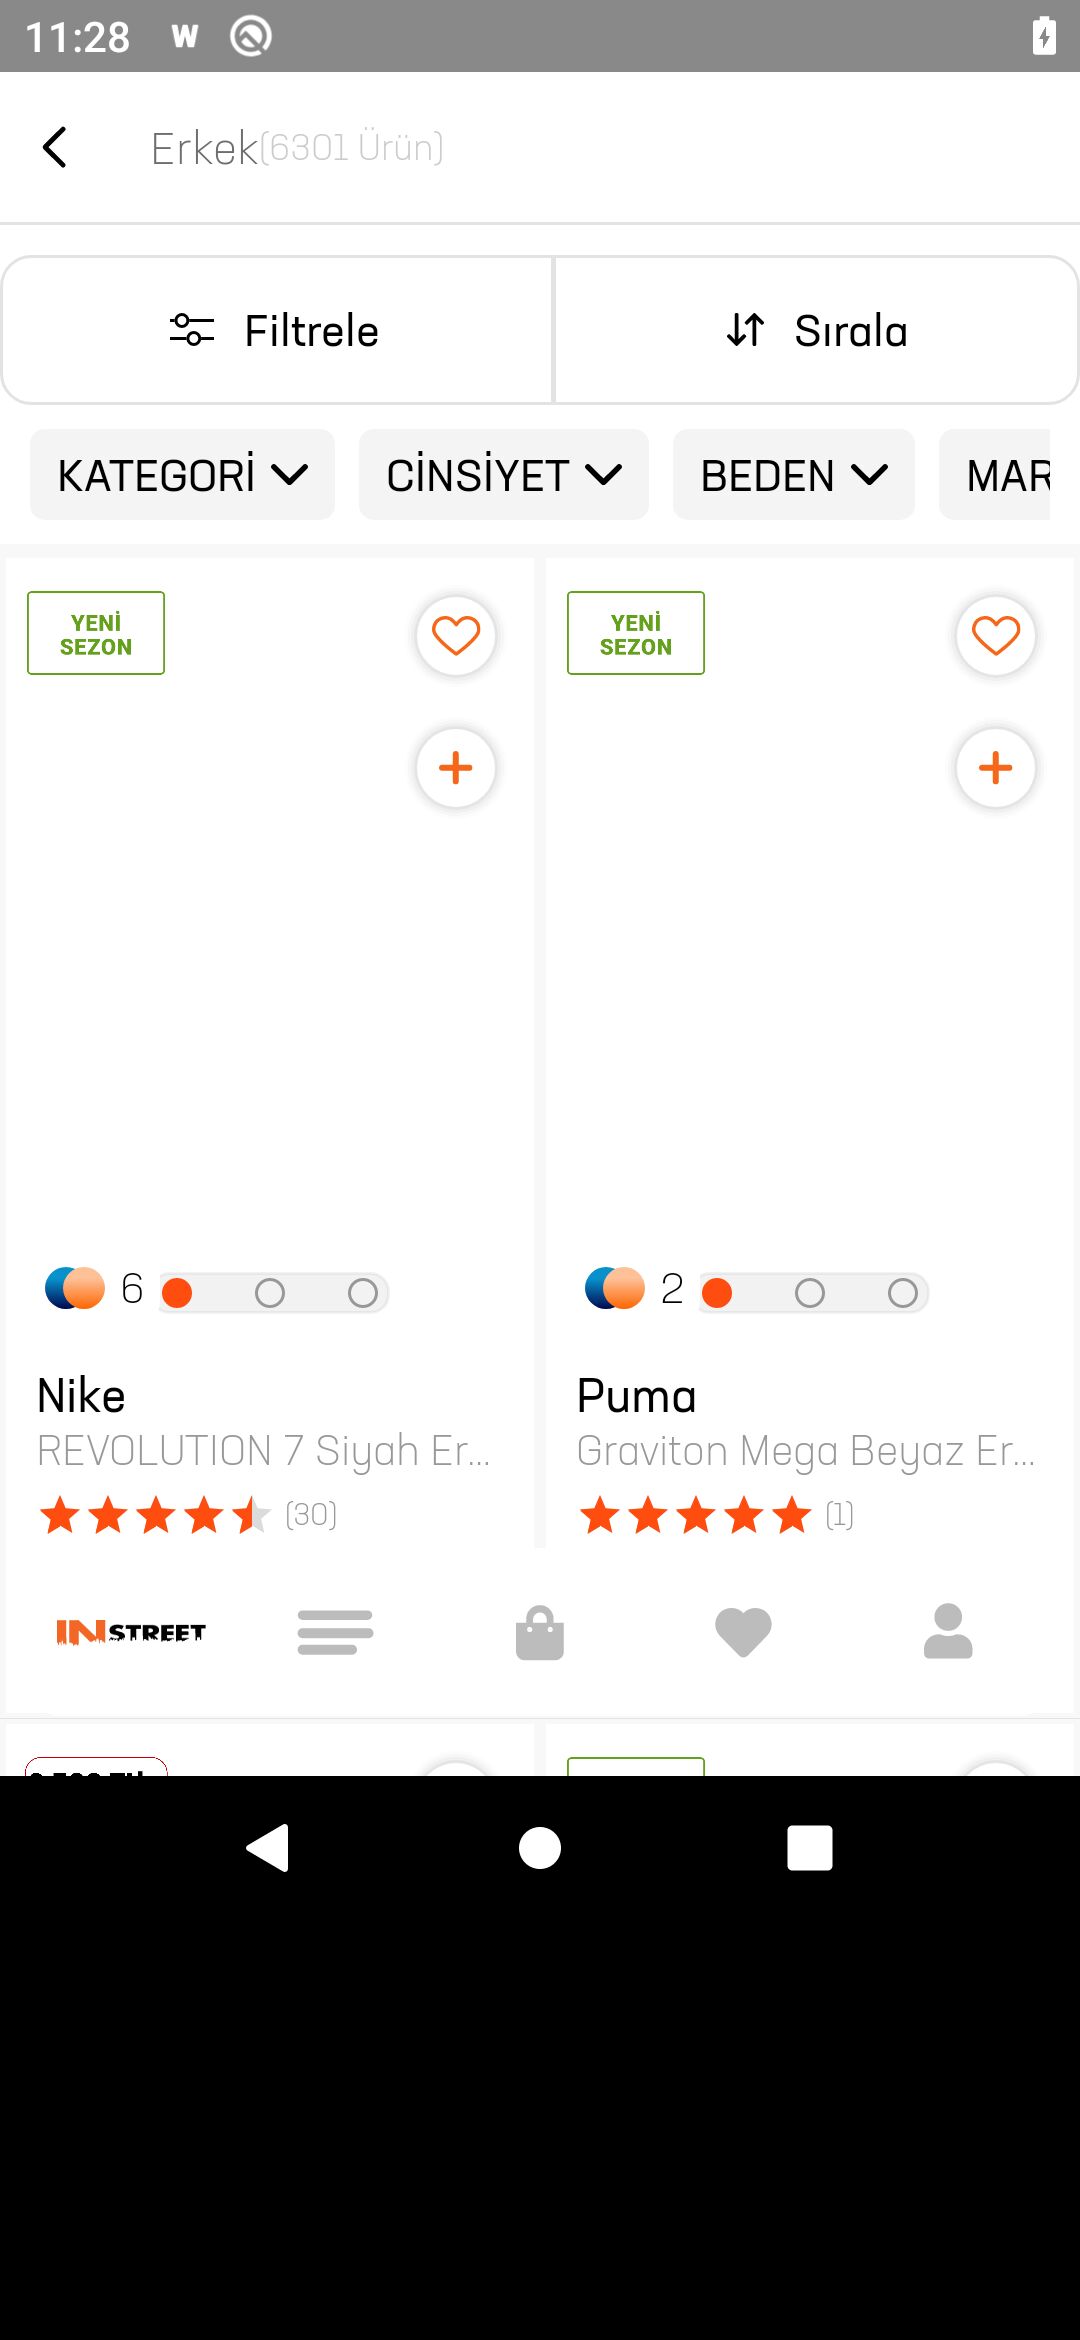 11:28
Erkek(6301 Ürün)
Filtrele
Sırala
KATEGORİ
CİNSİYET
BEDEN
MAR
YENİ
SEZON
YENİ
SEZON
6
2
Nike
Puma
REVOLUTION 7 Siyah Er...
Graviton Mega Beyaz Er...
(30)
(1)
INSTREET